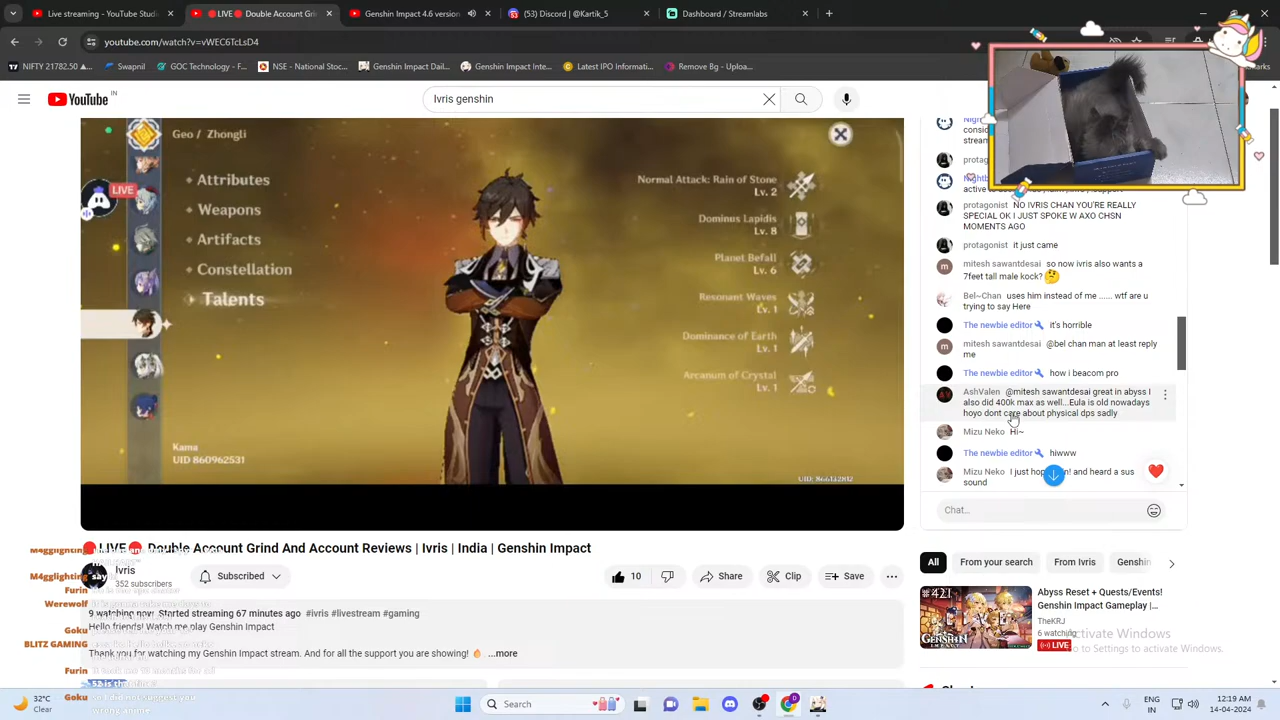 Live Streaming - YouTube S
LIVE Double Account Grind
Genshin Impact 4.6 version
(53) Discord | @Kartik_5
Dashboard / Streamlabs
youtube.com/watch?v=vWEC6TcLsD4
NIFTY 21782.50 ▲...
Swapnil
GOC Technology - F...
NSE - National Stoc...
Genshin Impact Dail...
Genshin Impact Inte...
Latest IPO Informati...
Remove Bg - Uploa...
YouTube IN
Ivris genshin
Geo / Zhongli
LIVE
Attributes
Weapons
Artifacts
Constellation
Talents
Normal Attack: Rain of Stone
Lv. 2
Dominus Lapidis
Lv. 8
Planet Befall
Lv. 6
Resonant Waves
Lv. 1
Dominance of Earth
Lv. 1
Arcanum of Crystal
Lv. 1
Kama
UID 860962531
protagonist NO IVRIS CHAN YOU'RE REALLY
SPECIAL OK I JUST SPOKE W AXO CHSN
MOMENTS AGO
protagonist it just came
mitesh sawantdesai so now ivris also wants a
7feet tall male kock?
Bel~Chan uses him instead of me ...... wtf are u
trying to say Here
The newbie editor it's horrible
mitesh sawantdesai @bel chan man at least reply
me
The newbie editor how i beacom pro
AshValen @mitesh sawantdesai great in abyss I
also did 400k max as well...Eula is old nowadays
hoyo dont care about physical dps sadly
Mizu Neko Hi~
The newbie editor hiwww
Mizu Neko I just and heard a sus
sound
Chat...
LIVE Double Account Grind And Account Reviews | Ivris | India | Genshin Impact
Ivris
352 subscribers
Subscribed
10
Share
Clip
Save
9 watching now Started streaming 67 minutes ago #ivris #livestream #gaming
Hello friends! Watch me play Genshin Impact
Thank you for watching my Genshin Impact stream. And for all the support you are showing! ...more
M4gglighting
M4gglighting
Furin
Werewolf
Goku
BLITZ GAMING
Furin
Goku
All
From your search
From Ivris
Genshin
#421
GENSHIN
Abyss Reset + Quests/Events!
Genshin Impact Gameplay |...
TheKRJ
6 watching
LIVE
Activate Windows
Go to Settings to activate Windows.
32°C
Clear
Search
ENG
IN
12:19 AM
14-04-2024